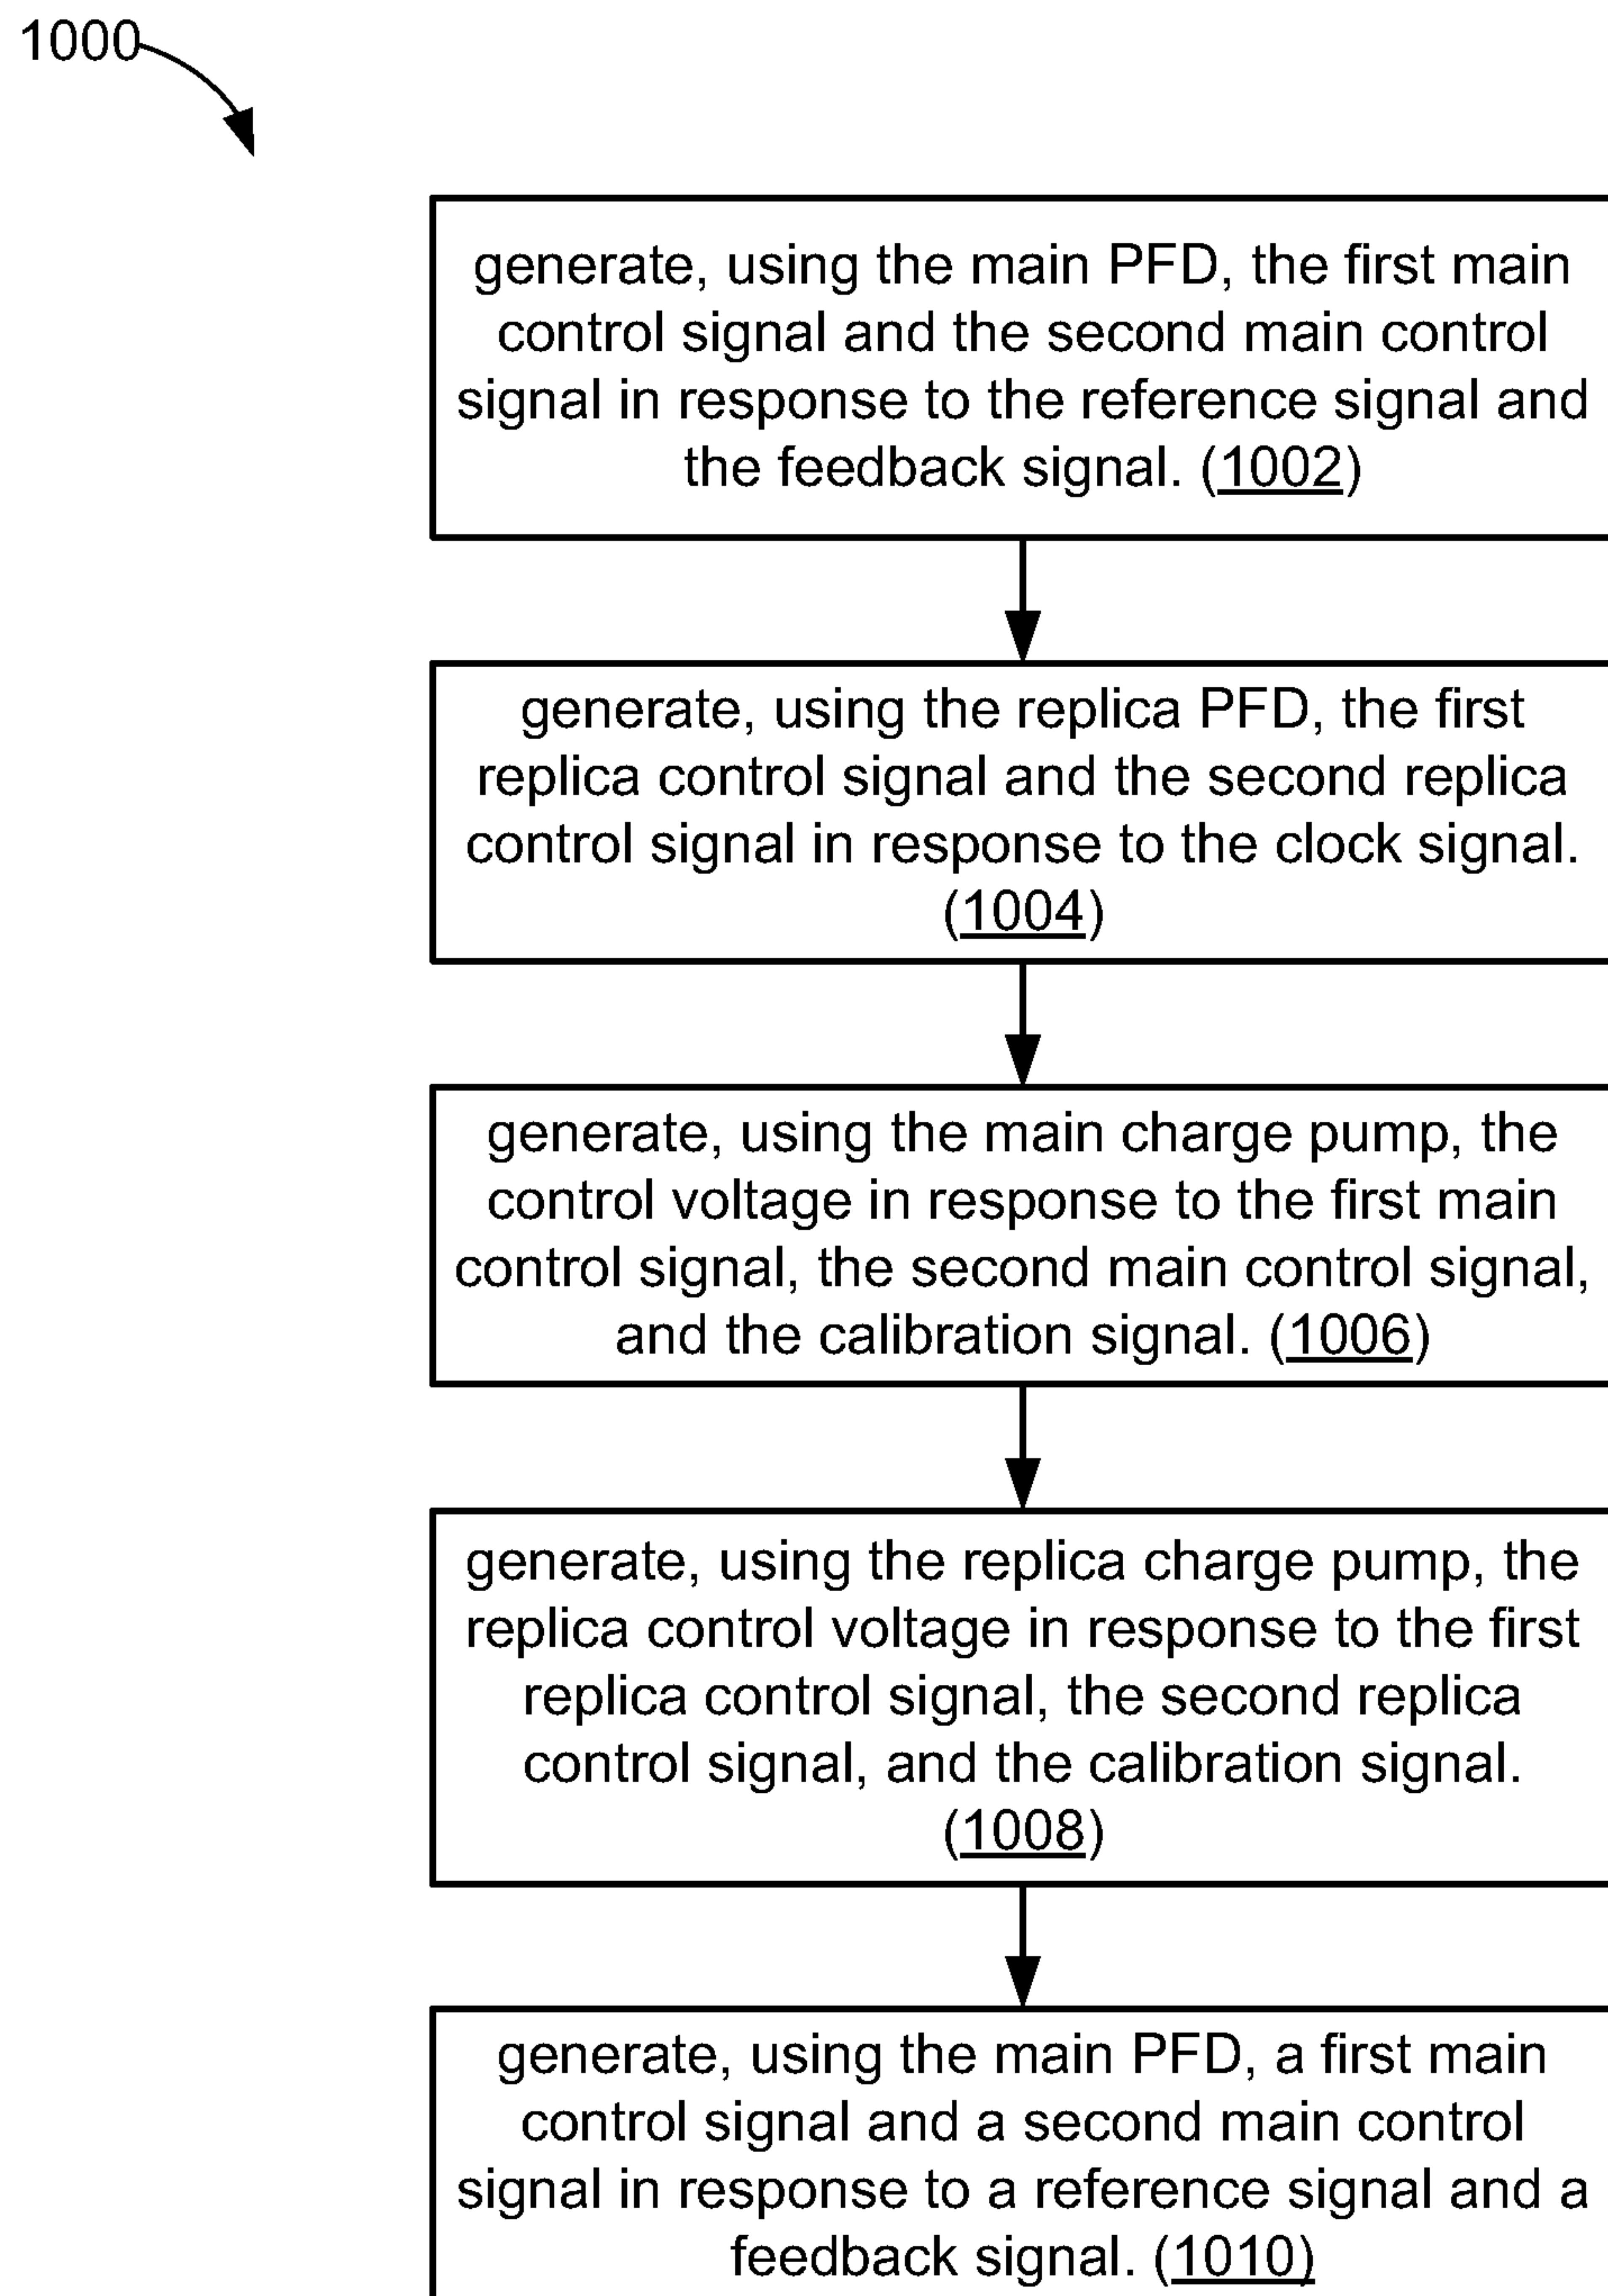 1000
generate, using the main PFD, the first main
control signal and the second main control
signal in response to the reference signal and
the feedback signal. (1002)
generate, using the replica PFD, the first
replica control signal and the second replica
control signal in response to the clock signal.
(1004)
generate, using the main charge pump, the
control voltage in response to the first main
control signal, the second main control signal,
and the calibration signal. (1006)
generate, using the replica charge pump, the
replica control voltage in response to the first
replica control signal, the second replica
control signal, and the calibration signal.
(1008)
generate, using the main PFD, a first main
control signal and a second main control
signal in response to a reference signal and a
feedback signal. (1010)